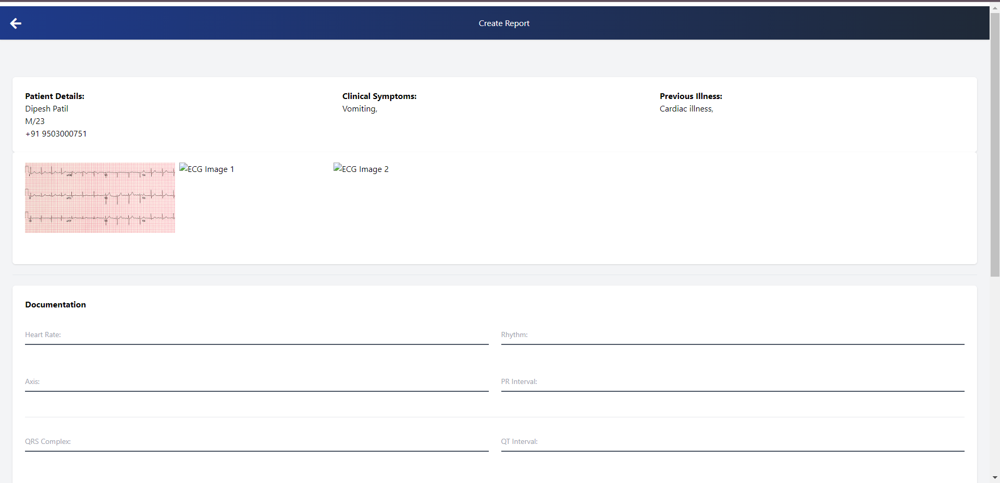 Create Report
Patient Details:
Dipesh Patil
M/23
+91 9503000751
Clinical Symptoms:
Vomiting,
Previous Illness:
Cardiac illness,
ECG Image 1
ECG Image 2
Documentation
Heart Rate:
Rhythm:
Axis:
PR Interval:
QRS Complex:
QT Interval: